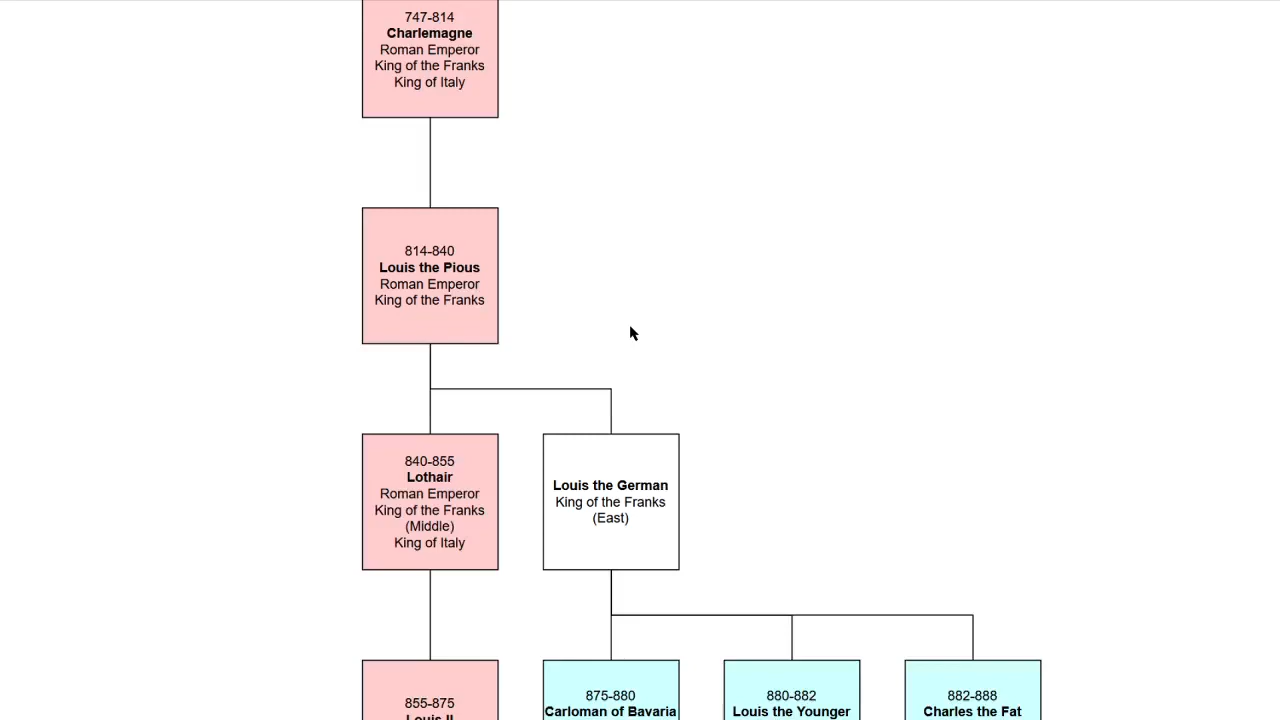 747-814
Charlemagne
Roman Emperor
King of the Franks
King of Italy
814-840
Louis the Pious
Roman Emperor
King of the Franks
840-855
Lothair
Roman Emperor
King of the Franks
(Middle)
King of Italy
Louis the German
King of the Franks
(East)
855-875
Louis II
875-880
Carloman of Bavaria
880-882
Louis the Younger
882-888
Charles the Fat